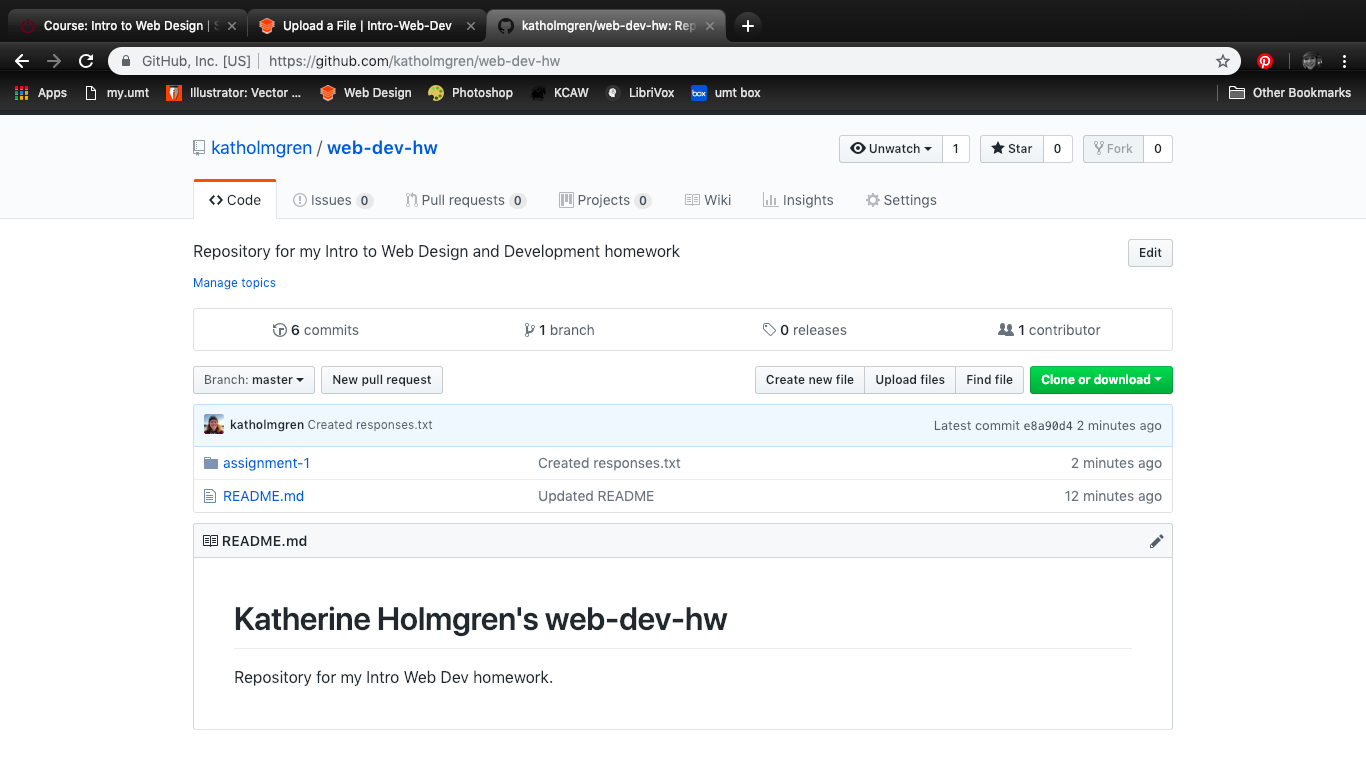 Course: Intro to Web Design | S
Upload a File | Intro-Web-Dev
katholmgren/web-dev-hw: Rep
GitHub, Inc. [US] https://github.com/katholmgren/web-dev-hw
Apps my.umt Illustrator: Vector ... Web Design Photoshop KCAW LibriVox box umt box Other Bookmarks
katholmgren / web-dev-hw Unwatch 1 Star 0 Fork 0
Code Issues 0 Pull requests 0 Projects 0 Wiki Insights Settings
Repository for my Intro to Web Design and Development homework Edit
Manage topics
6 commits 1 branch 0 releases 1 contributor
Branch: master New pull request Create new file Upload files Find file Clone or download
katholmgren Created responses.txt Latest commit e8a90d4 2 minutes ago
assignment-1 Created responses.txt 2 minutes ago
README.md Updated README 12 minutes ago
README.md
Katherine Holmgren's web-dev-hw
Repository for my Intro Web Dev homework.